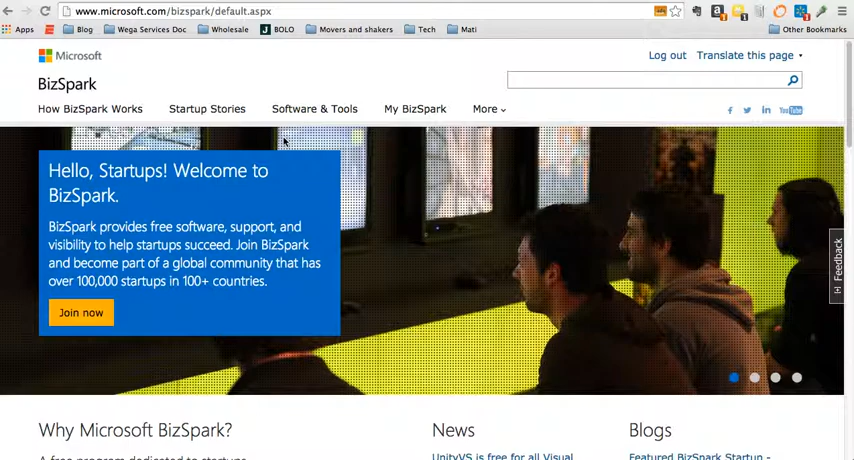 www.microsoft.com/bizspark/default.aspx
Apps Blog Wega Services Doc Wholesale BOLO Movers and shakers Tech Mati Other Bookmarks
Microsoft
Log out Translate this page
BizSpark
How BizSpark Works Startup Stories Software & Tools My BizSpark More
You Tube
Hello, Startups! Welcome to
BizSpark.
BizSpark provides free software, support, and
visibility to help startups succeed. Join BizSpark
and become part of a global community that has
over 100,000 startups in 100+ countries.
Join now
Feedback
Why Microsoft BizSpark? News Blogs
A free program dedicated to startups
UnityVS is free for all Visual
Featured BizSpark Startup -